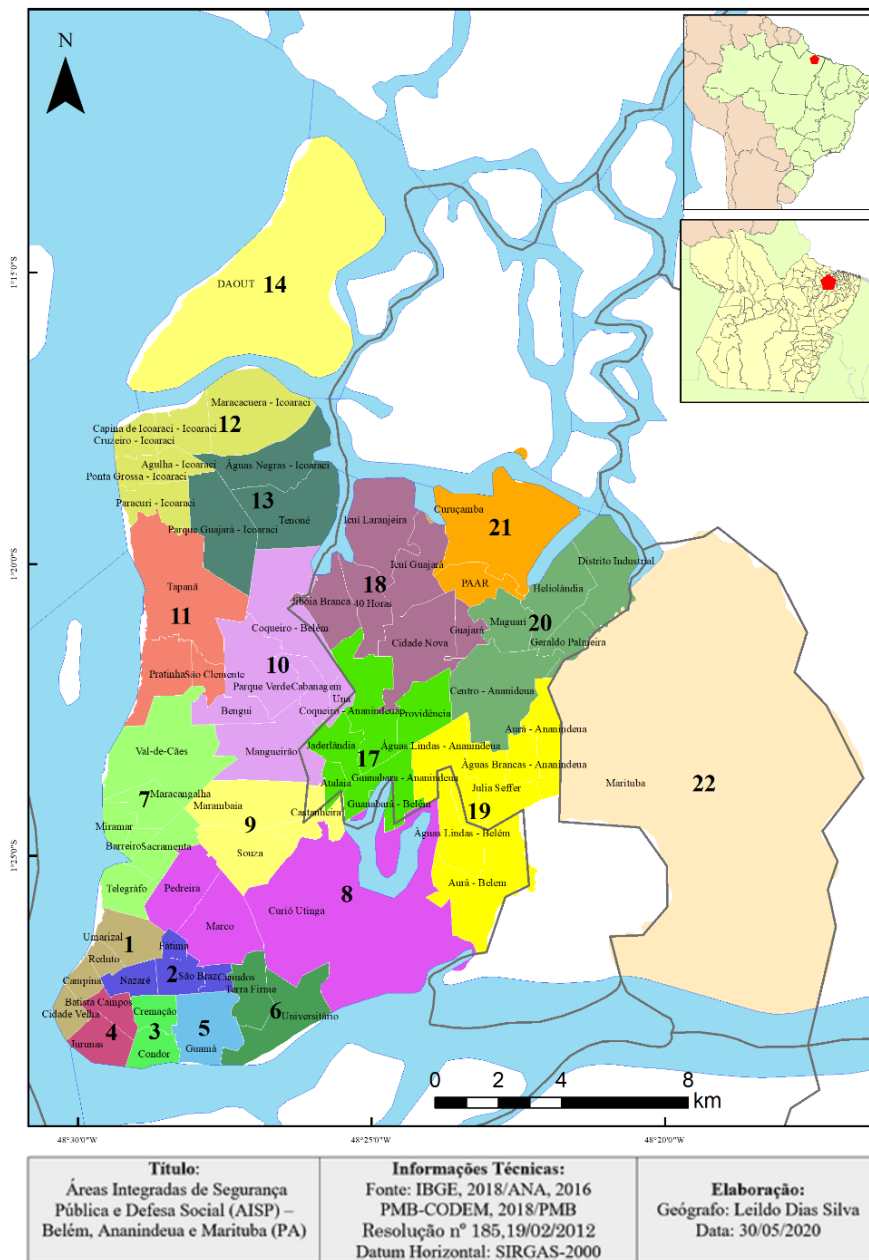 N
1°15'0"S
1°20'0"S
1°25'0"S
DAOUT 14
Maracacuera - Icoaraci
12
Campina de Icoaraci - Icoaraci
Cruzeiro - Icoaraci
Agulha - Icoaraci
Águas Negras - Icoaraci
Ponta Grossa - Icoaraci
13
Paracuri - Icoaraci
Tenoné
Parque Guajará - Icoaraci
Curuçamba
Icuí Laranjeira
21
Icuí Guajará
Distrito Industrial
Tapanã
18
PAAR
Heliolândia
Jibóia Branca
40 Horas
11
Maguari
20
Coqueiro - Belém
Guajará
Cidade Nova
Geraldo Palmeira
10
Pratinha
São Clemente
Parque Verde
Cabanagem
Centro - Ananideua
Una
Bengui
Coqueiro - Ananindeua
Providência
Aurá - Ananindeua
Val-de-Cães
Mangueirão
Jaderlândia
Águas Lindas - Ananindeua
17
Águas Brancas - Ananindeua
Atalaia
Guanabara - Ananindeua
Marituba
22
Maracangalha
Julia Seffer
7
Marambaia
Guanabara - Belém
19
Castanheira
Miramar
9
Águas Lindas - Belém
Barreiro
Sacramenta
Souza
Aurá - Belem
Telegráfo
Pedreira
8
Curió Utinga
Marco
Umarizal
1
Fátima
Reduto
Campina
Nazaré
2
São Braz
Canudos
Terra Firme
Batista Campos
Cremação
6
Cidade Velha
Universitário
4
3
5
Jurunas
Condor
Guamá
0 2 4 8
km
48°30'0"W
48°25'0"W
48°20'0"W
Título:
Áreas Integradas de Segurança
Pública e Defesa Social (AISP) –
Belém, Ananindeua e Marituba (PA)
Informações Técnicas:
Fonte: IBGE, 2018/ANA, 2016
PMB-CODEM, 2018/PMB
Resolução nº 185,19/02/2012
Datum Horizontal: SIRGAS-2000
Elaboração:
Geógrafo: Leildo Dias Silva
Data: 30/05/2020